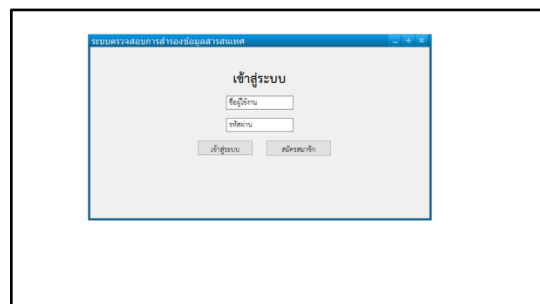 ระบบตรวจสอบการสำรองข้อมูลสารสนเทศ
เข้าสู่ระบบ
ชื่อผู้ใช้งาน
รหัสผ่าน
เข้าสู่ระบบ สมัครสมาชิก